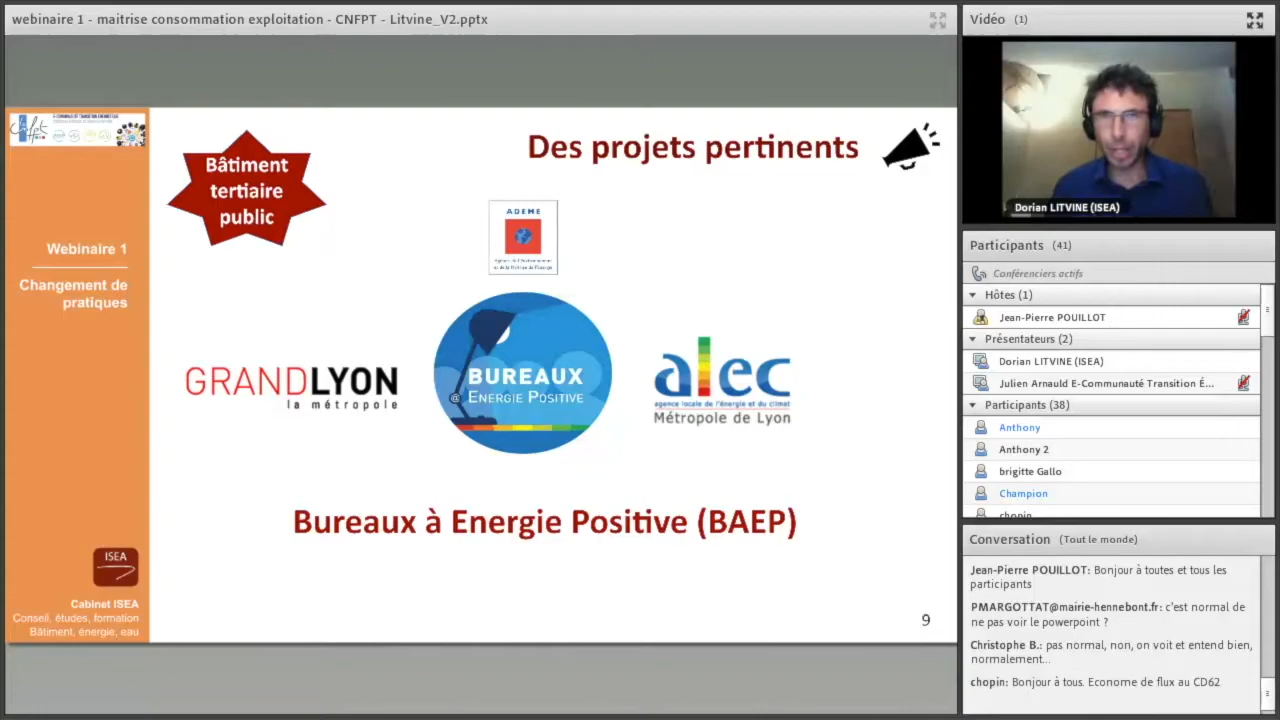 webinaire 1 - maitrise consommation exploitation - CNFPT - Litvine_V2.pptx
Bâtiment
tertiaire
public
Des projets pertinents
Webinaire 1
Changement de
pratiques
ADEME
GRANDLYON
la métropole
BUREAUX
@ ENERGIE POSITIVE
alec
agence locale de l'énergie et du climat
Métropole de Lyon
Bureaux à Energie Positive (BAEP)
ISEA
Cabinet ISEA
Conseil, études, formation
Bâtiment, énergie, eau
9
Vidéo (1)
Dorian LITVINE (ISEA)
Participants (41)
Conférenciers actifs
Hôtes (1)
Jean-Pierre POUILLOT
Présentateurs (2)
Dorian LITVINE (ISEA)
Julien Arnauld E-Communauté Transition É...
Participants (38)
Anthony
Anthony 2
brigitte Gallo
Champion
chopin
Conversation (Tout le monde)
Jean-Pierre POUILLOT: Bonjour à toutes et tous les
participants
PMARGOTTAT@mairie-hennebont.fr: c'est normal de
ne pas voir le powerpoint ?
Christophe B.: pas normal, non, on voit et entend bien,
normalement...
chopin: Bonjour à tous. Econome de flux au CD62